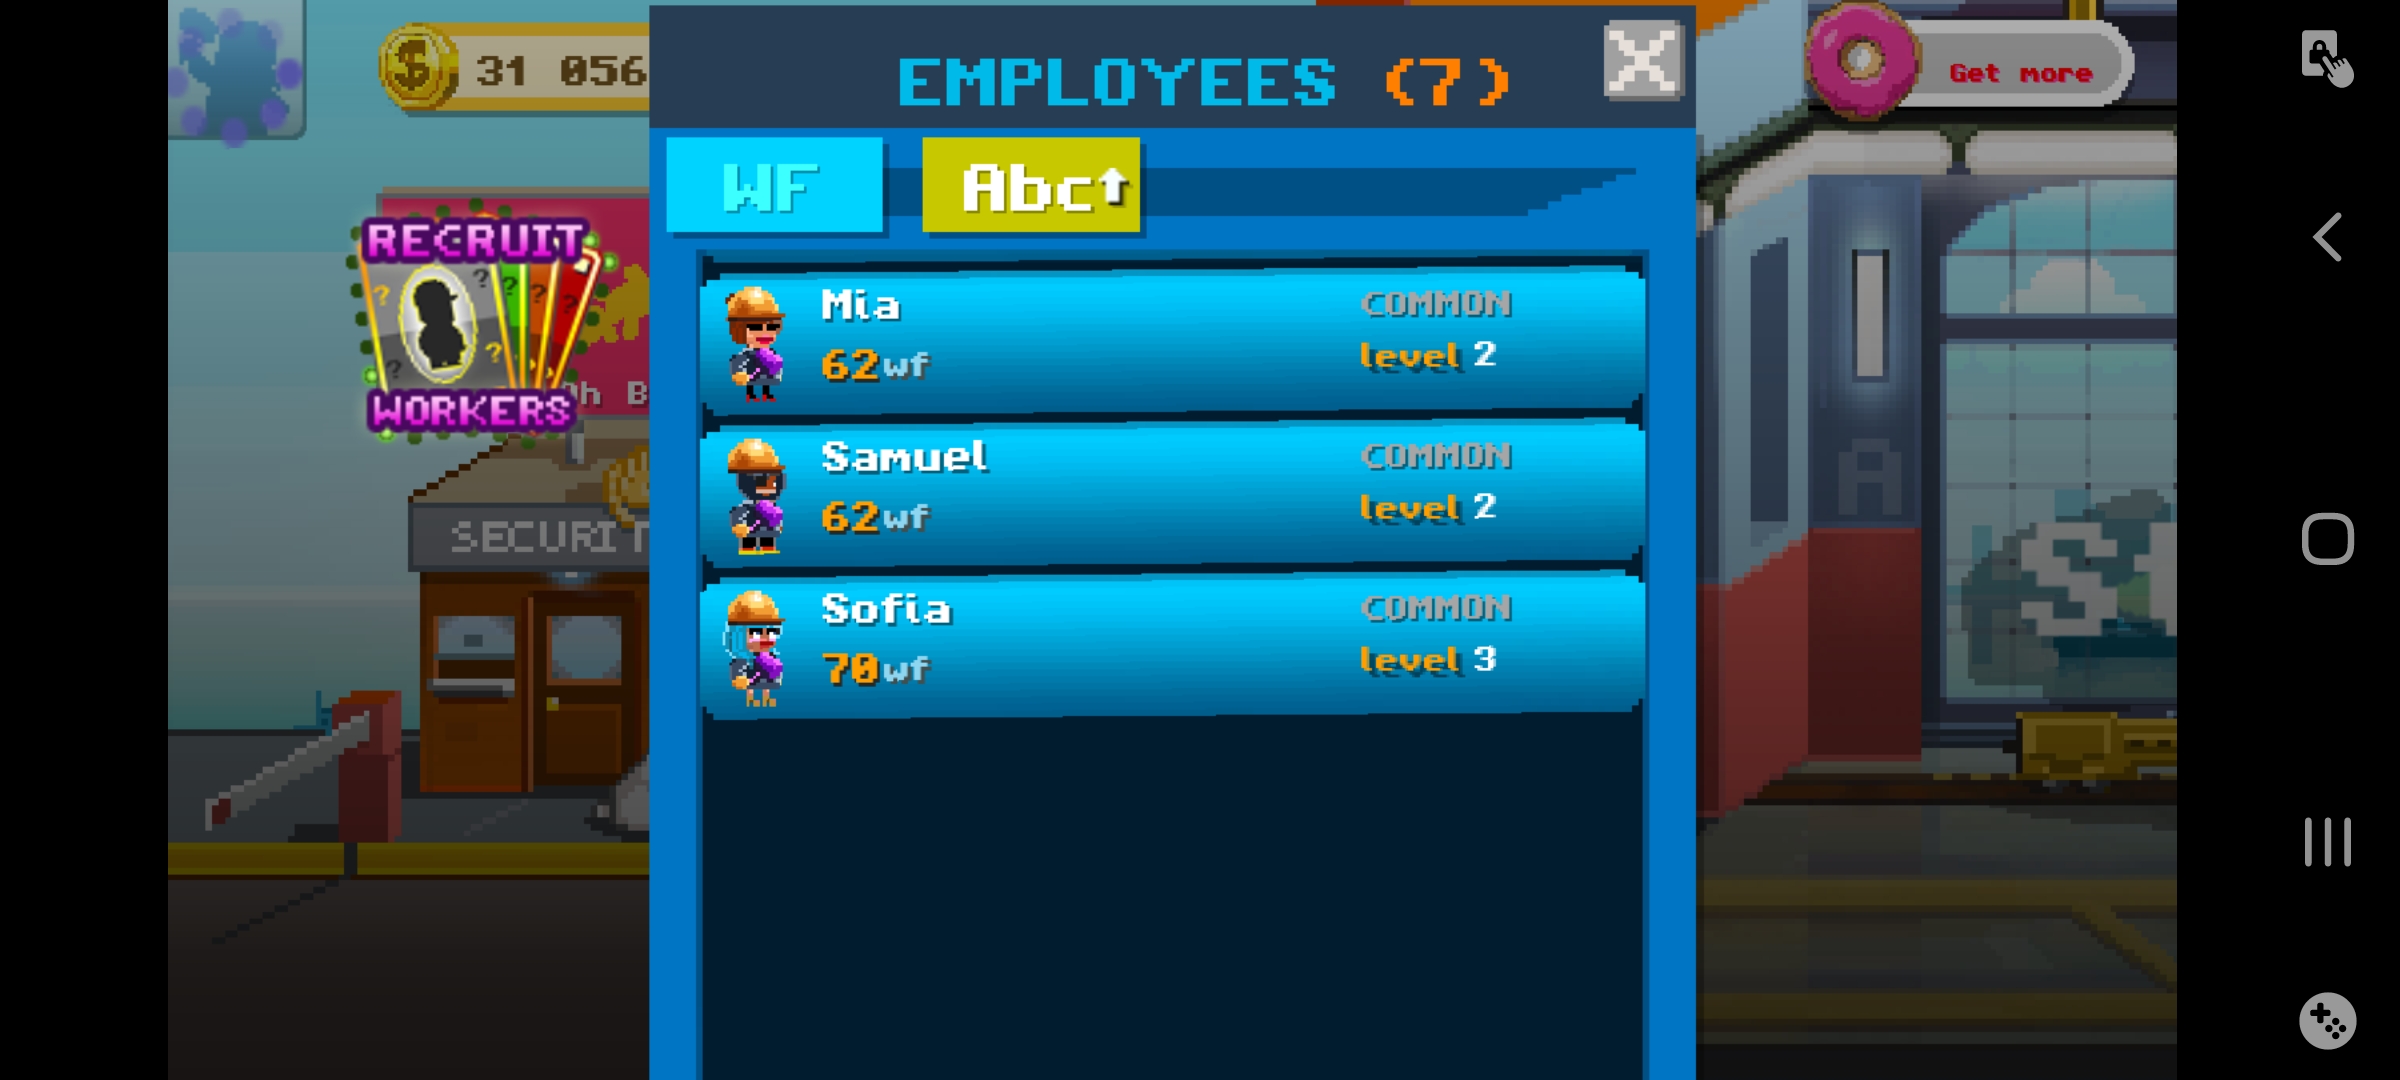 31 056
EMPLOYEES (7)
Get more
WF
Abc↑
RECRUIT
WORKERS
Mia
COMMON
62wf
level 2
Samuel
COMMON
62wf
level 2
Sofia
COMMON
70wf
level 3
A